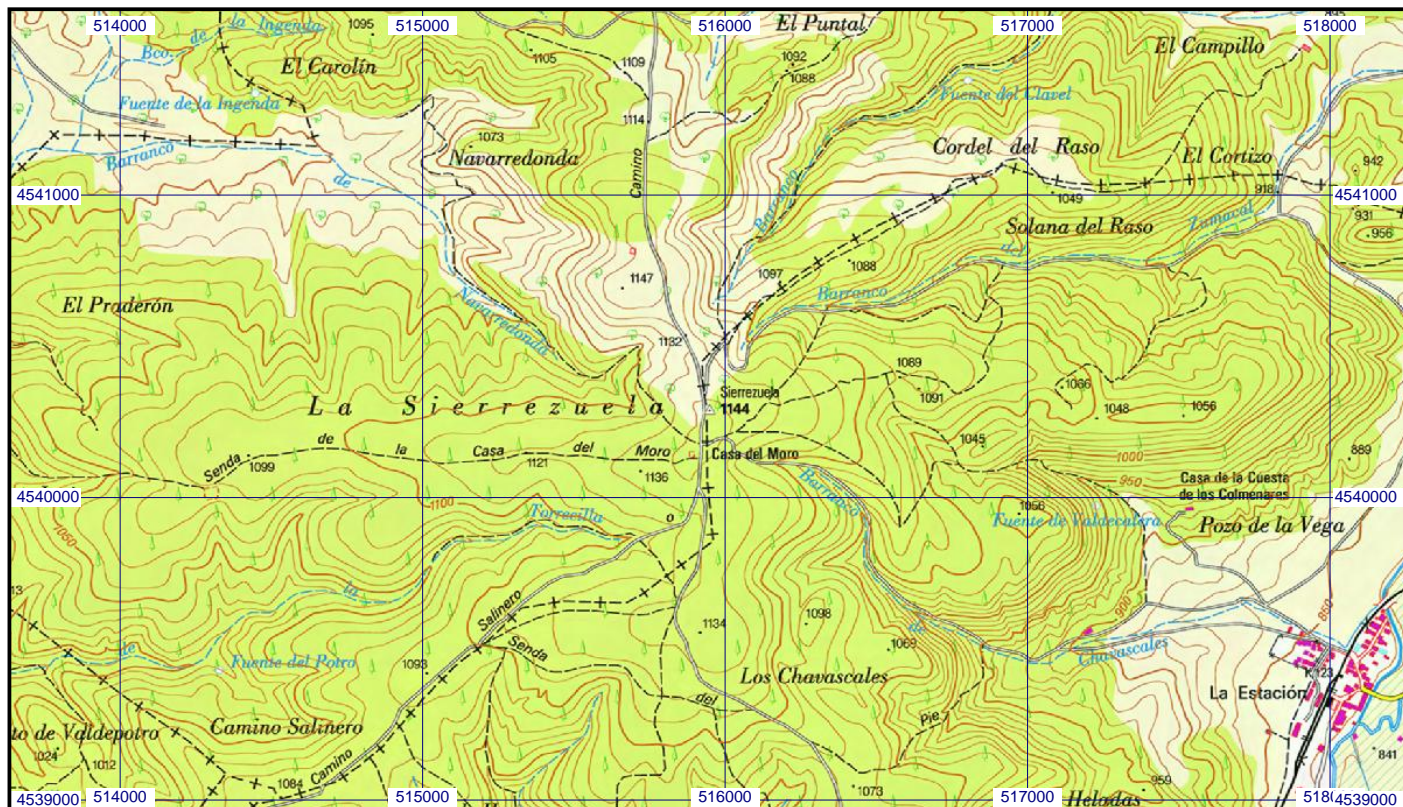 514000
515000
516000
517000
518000
1095
Bco. de la Ingenda
El Carolín
1105
1109
El Puntal
1092
1088
El Campillo
Fuente de la Ingenda
Fuente del Clavel
1114
1073
Navarredonda
Camino
Barranco
Cordel del Raso
El Cortizo
942
Barranco de Navarredonda
4541000
4541000
1049
918
931
956
Solana del Raso
Zumacal
del
Barranco
1097
1088
1147
El Praderón
1132
1089
1091
1066
1048
1056
La Sierrezuela
Sierrezuela
1144
1045
Senda de la Casa del Moro
1099
1121
1136
Casa del Moro
1000
950
889
Casa de la Cuesta
de los Colmenares
4540000
4540000
1100
Torrecilla
o
Barranco
1056
Fuente de Valdecalera
Pozo de la Vega
1050
la
de
Salinero
1134
1098
1069
de
Chavascales
900
850
Fuente del Potro
1093
Senda
del
Los Chavascales
Pie
La Estación
K.123
to de Valdepotro
Camino Salinero
1024
1012
1084
Camino
1073
959
841
Heladas
4539000
514000
515000
516000
517000
4539000